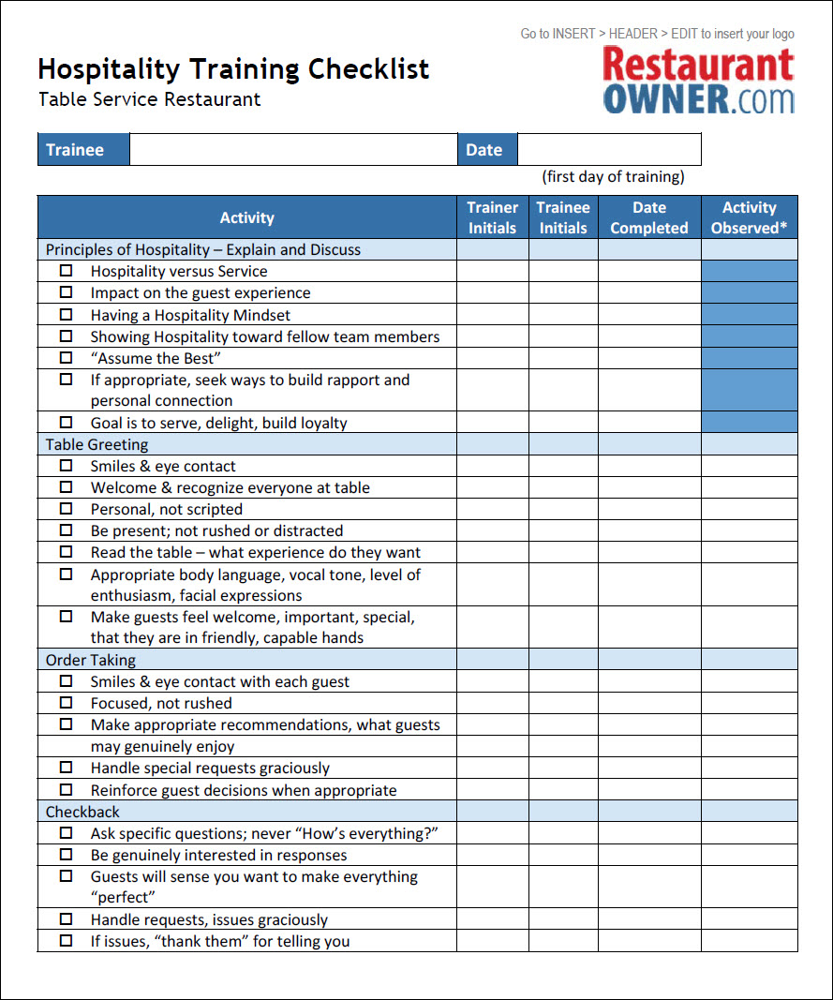 Go to INSERT > HEADER > EDIT to insert your logo
Hospitality Training Checklist
Table Service Restaurant
Restaurant
OWNER.com
Trainee
Date
(first day of training)
Activity
Trainer
Initials
Trainee
Initials
Date
Completed
Activity
Observed*
Principles of Hospitality – Explain and Discuss
Hospitality versus Service
Impact on the guest experience
Having a Hospitality Mindset
Showing Hospitality toward fellow team members
“Assume the Best”
If appropriate, seek ways to build rapport and
personal connection
Goal is to serve, delight, build loyalty
Table Greeting
Smiles & eye contact
Welcome & recognize everyone at table
Personal, not scripted
Be present; not rushed or distracted
Read the table – what experience do they want
Appropriate body language, vocal tone, level of
enthusiasm, facial expressions
Make guests feel welcome, important, special,
that they are in friendly, capable hands
Order Taking
Smiles & eye contact with each guest
Focused, not rushed
Make appropriate recommendations, what guests
may genuinely enjoy
Handle special requests graciously
Reinforce guest decisions when appropriate
Checkback
Ask specific questions; never “How’s everything?”
Be genuinely interested in responses
Guests will sense you want to make everything
“perfect”
Handle requests, issues graciously
If issues, “thank them” for telling you